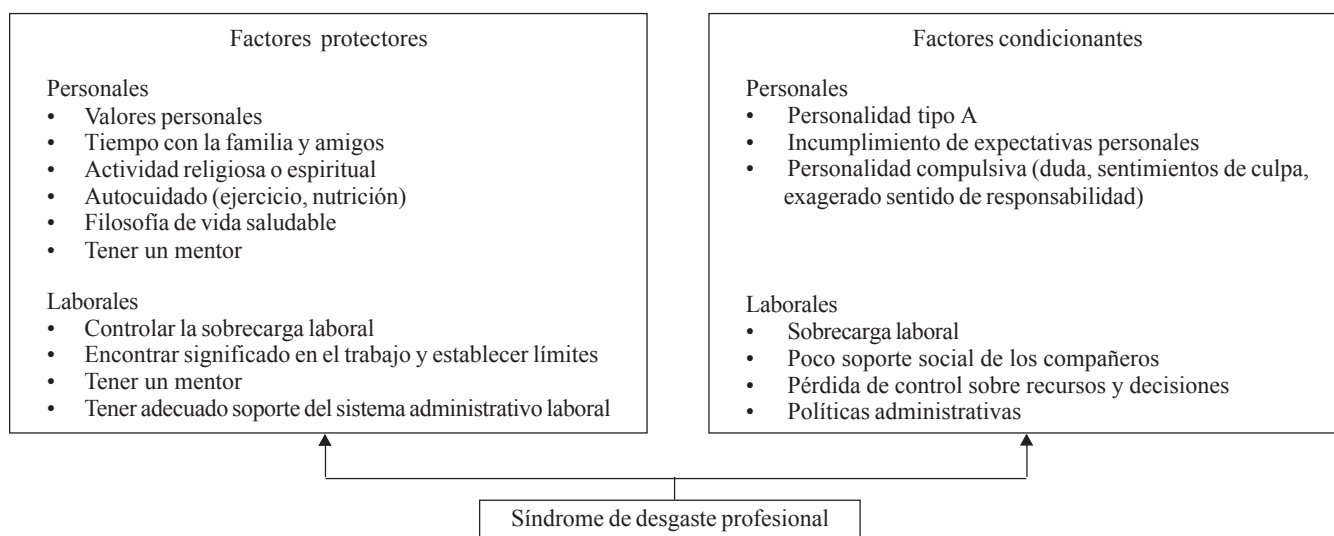 Factores protectores
Personales
• Valores personales
• Tiempo con la familia y amigos
• Actividad religiosa o espiritual
• Autocuidado (ejercicio, nutrición)
• Filosofía de vida saludable
• Tener un mentor
Laborales
• Controlar la sobrecarga laboral
• Encontrar significado en el trabajo y establecer límites
• Tener un mentor
• Tener adecuado soporte del sistema administrativo laboral
Factores condicionantes
Personales
• Personalidad tipo A
• Incumplimiento de expectativas personales
• Personalidad compulsiva (duda, sentimientos de culpa,
exagerado sentido de responsabilidad)
Laborales
• Sobrecarga laboral
• Poco soporte social de los compañeros
• Pérdida de control sobre recursos y decisiones
• Políticas administrativas
Síndrome de desgaste profesional